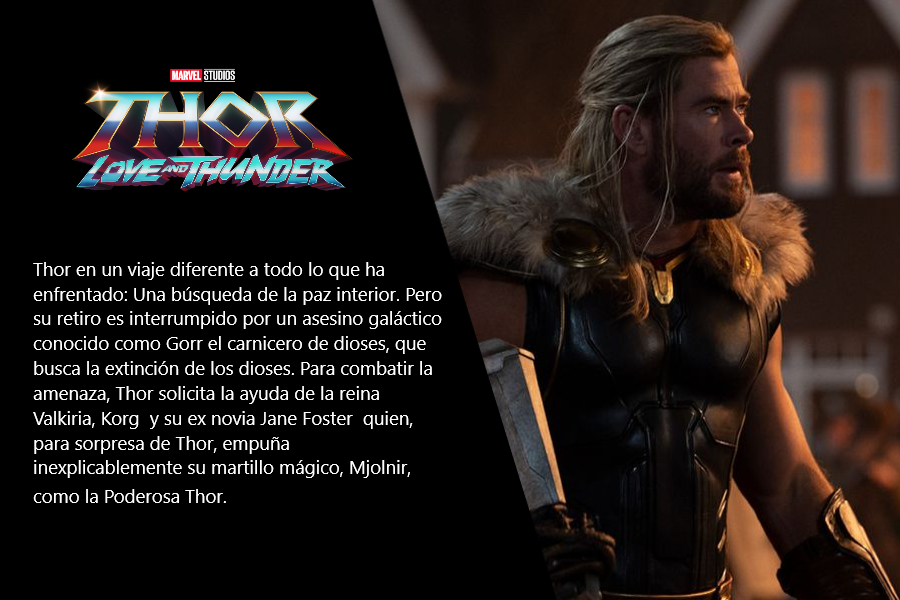 MARVEL STUDIOS
THOR
LOVE AND THUNDER
Thor en un viaje diferente a todo lo que ha
enfrentado: Una búsqueda de la paz interior. Pero
su retiro es interrumpido por un asesino galáctico
conocido como Gorr el carnicero de dioses, que
busca la extinción de los dioses. Para combatir la
amenaza, Thor solicita la ayuda de la reina
Valkiria, Korg  y su ex novia Jane Foster  quien,
para sorpresa de Thor, empuña
inexplicablemente su martillo mágico, Mjolnir,
como la Poderosa Thor.